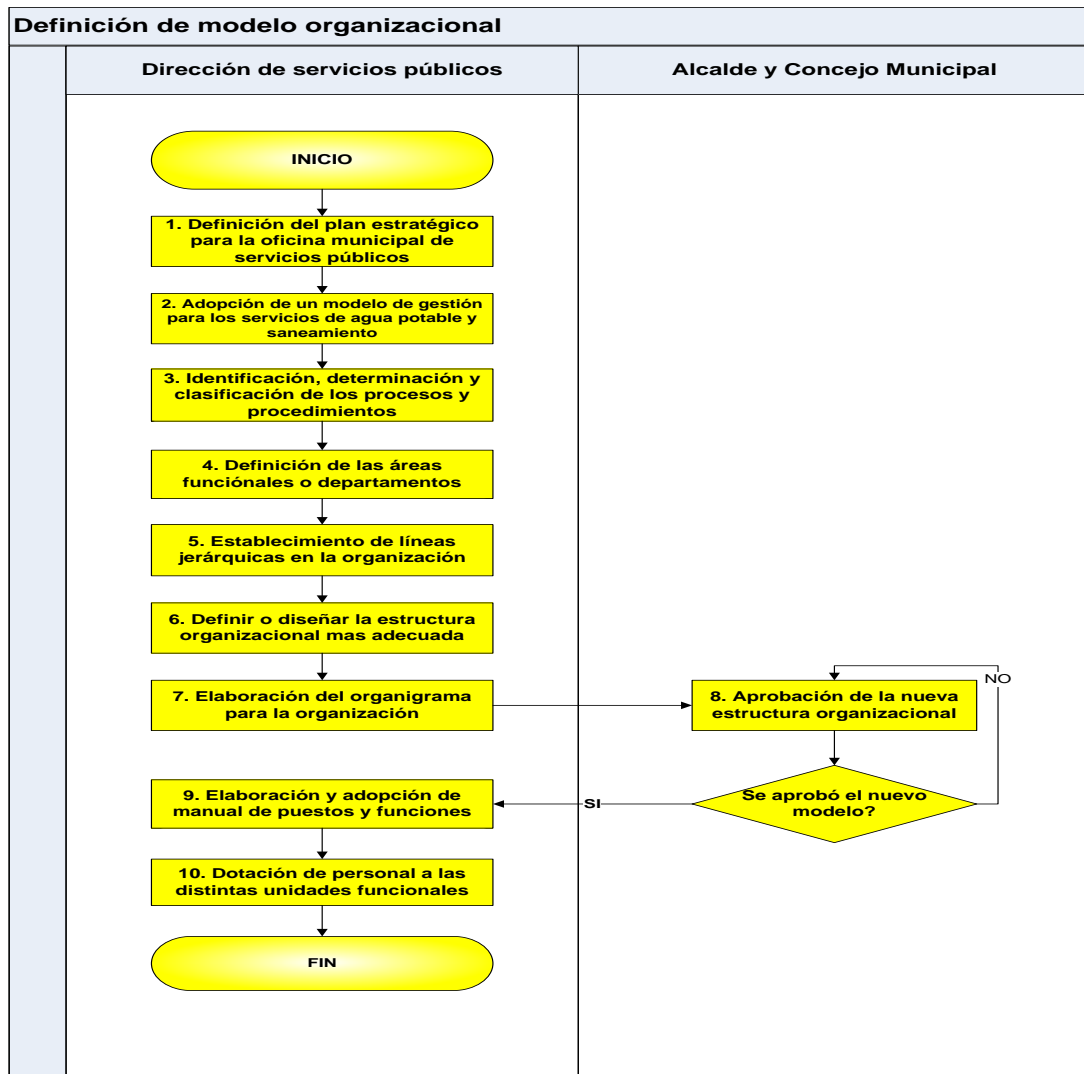 Definición de modelo organizacional
Dirección de servicios públicos
Alcalde y Concejo Municipal
INICIO
1. Definición del plan estratégico
para la oficina municipal de
servicios públicos
2. Adopción de un modelo de gestión
para los servicios de agua potable y
saneamiento
3. Identificación, determinación y
clasificación de los procesos y
procedimientos
4. Definición de las áreas
funciónales o departamentos
5. Establecimiento de líneas
jerárquicas en la organización
6. Definir o diseñar la estructura
organizacional mas adecuada
7. Elaboración del organigrama
para la organización
8. Aprobación de la nueva
estructura organizacional
NO
Se aprobó el nuevo
modelo?
SI
9. Elaboración y adopción de
manual de puestos y funciones
10. Dotación de personal a las
distintas unidades funcionales
FIN